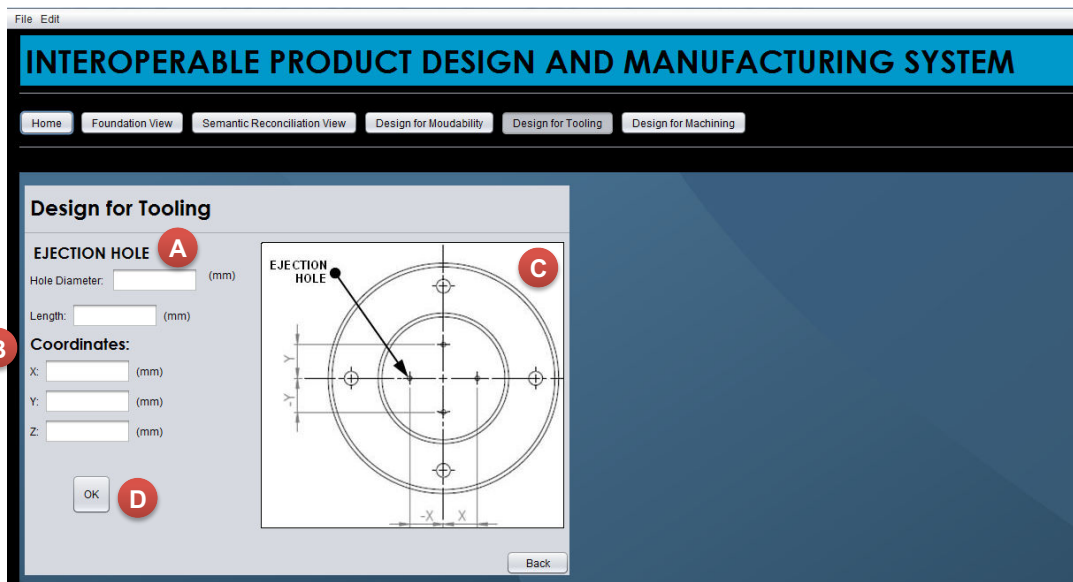 File Edit
INTEROPERABLE PRODUCT DESIGN AND MANUFACTURING SYSTEM
Home Foundation View Semantic Reconciliation View Design for Moudability Design for Tooling Design for Machining
Design for Tooling
EJECTION HOLE A
Hole Diameter: (mm)
Length: (mm)
B
Coordinates:
X: (mm)
Y: (mm)
Z: (mm)
OK D
EJECTION
HOLE
C
Y
-Y
-X X
Back